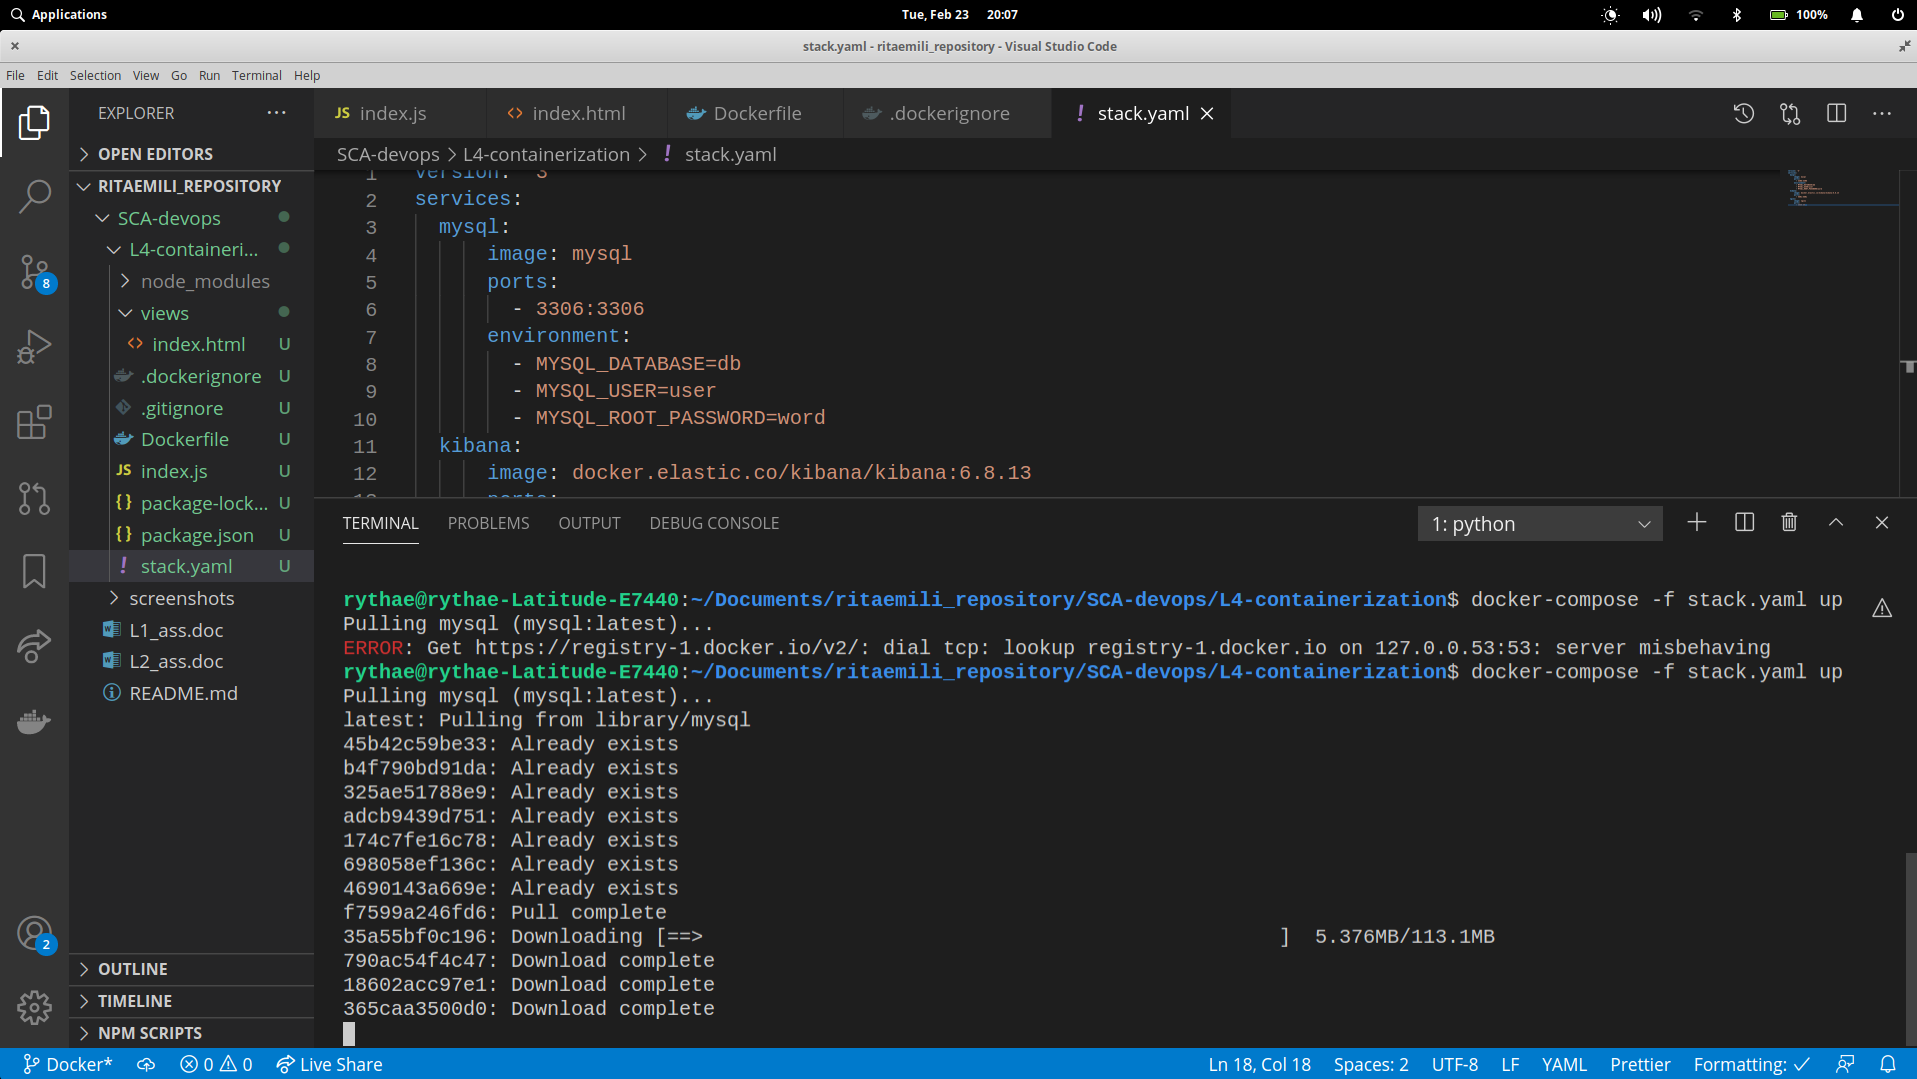 Applications
Tue, Feb 23 20:07
100%
stack.yaml - ritaemili_repository - Visual Studio Code
File Edit Selection View Go Run Terminal Help
EXPLORER
OPEN EDITORS
RITAEMILI_REPOSITORY
SCA-devops
L4-containeri...
node_modules
views
index.html U
.dockerignore U
.gitignore U
Dockerfile U
JS index.js U
{} package-lock... U
{} package.json U
! stack.yaml U
screenshots
L1_ass.doc
L2_ass.doc
README.md
OUTLINE
TIMELINE
NPM SCRIPTS
8
2
JS index.js
index.html
Dockerfile
.dockerignore
! stack.yaml
SCA-devops > L4-containerization > ! stack.yaml
1 version: 3
2 services:
3 mysql:
4 image: mysql
5 ports:
6 - 3306:3306
7 environment:
8 - MYSQL_DATABASE=db
9 - MYSQL_USER=user
10 - MYSQL_ROOT_PASSWORD=word
11 kibana:
12 image: docker.elastic.co/kibana/kibana:6.8.13
ports:
TERMINAL PROBLEMS OUTPUT DEBUG CONSOLE
1: python
rythae@rythae-Latitude-E7440:~/Documents/ritaemili_repository/SCA-devops/L4-containerization$ docker-compose -f stack.yaml up
Pulling mysql (mysql:latest)...
ERROR: Get https://registry-1.docker.io/v2/: dial tcp: lookup registry-1.docker.io on 127.0.0.53:53: server misbehaving
rythae@rythae-Latitude-E7440:~/Documents/ritaemili_repository/SCA-devops/L4-containerization$ docker-compose -f stack.yaml up
Pulling mysql (mysql:latest)...
latest: Pulling from library/mysql
45b42c59be33: Already exists
b4f790bd91da: Already exists
325ae51788e9: Already exists
adcb9439d751: Already exists
174c7fe16c78: Already exists
698058ef136c: Already exists
4690143a669e: Already exists
f7599a246fd6: Pull complete
35a55bf0c196: Downloading [==> ] 5.376MB/113.1MB
790ac54f4c47: Download complete
18602acc97e1: Download complete
365caa3500d0: Download complete
Docker* 0 0 Live Share
Ln 18, Col 18 Spaces: 2 UTF-8 LF YAML Prettier Formatting: ✓